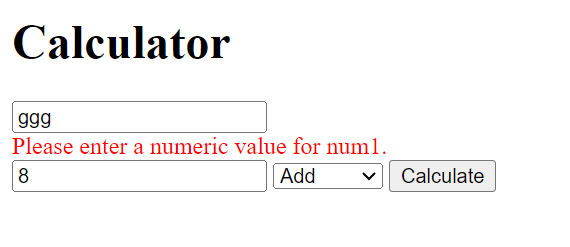 Calculator
ggg
Please enter a numeric value for num1.
8 Add Calculate